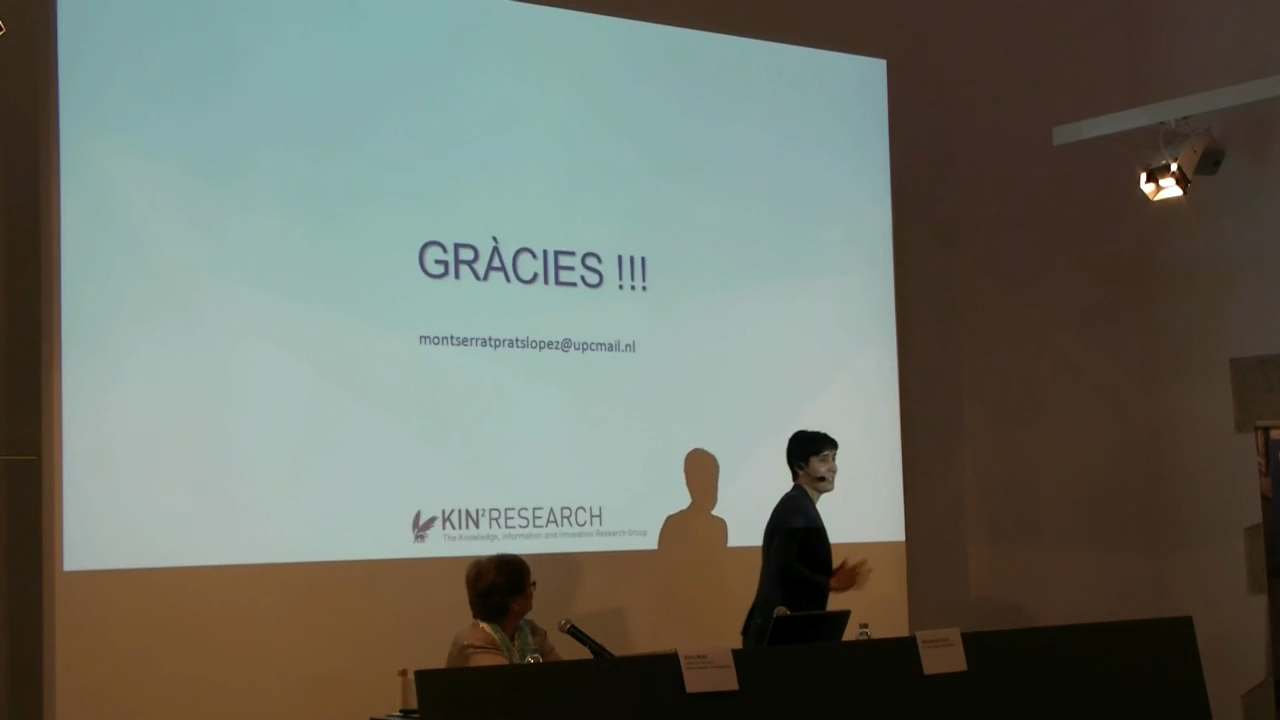 GRÀCIES !!!
montserratpratslopez@upcmail.nl
KIN²RESEARCH
The Knowledge, Information and Innovation Research Group